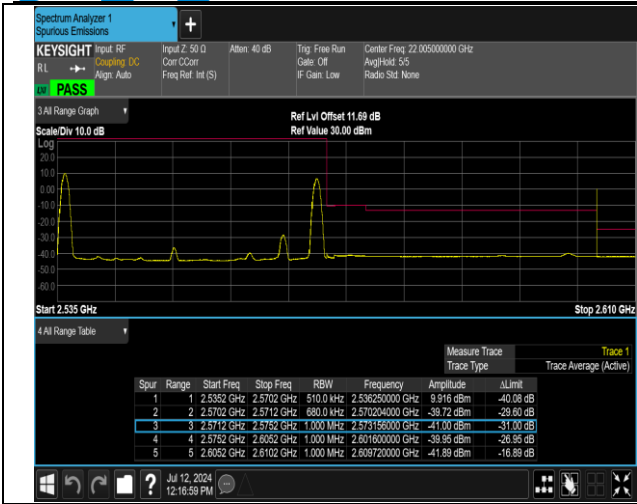 Spectrum Analyzer 1
Spurious Emissions
+
KEYSIGHT Input: RF Input Z: 50 Ω Atten: 40 dB Trig: Free Run Center Freq: 22.005000000 GHz
RL Coupling: DC Corr CCorr Gate: Off Avg|Hold: 5/5
Align: Auto Freq Ref: Int (S) IF Gain: Low Radio Std: None
PASS
3 All Range Graph
Ref Lvl Offset 11.69 dB
Scale/Div 10.0 dB Ref Value 30.00 dBm
Log
20.0
10.0
0.00
-10.0
-20.0
-30.0
-40.0
-50.0
-60.0
Start 2.535 GHz Stop 2.610 GHz
4 All Range Table
Measure Trace Trace 1
Trace Type Trace Average (Active)
Spur Range Start Freq Stop Freq RBW Frequency Amplitude ΔLimit
1 1 2.5352 GHz 2.5702 GHz 510.0 kHz 2.536250000 GHz 9.916 dBm -40.08 dB
2 2 2.5702 GHz 2.5712 GHz 680.0 kHz 2.570204000 GHz -39.72 dBm -29.60 dB
3 3 2.5712 GHz 2.5752 GHz 1.000 MHz 2.573156000 GHz -41.00 dBm -31.00 dB
4 4 2.5752 GHz 2.6052 GHz 1.000 MHz 2.601600000 GHz -39.95 dBm -26.95 dB
5 5 2.6052 GHz 2.6102 GHz 1.000 MHz 2.609720000 GHz -41.89 dBm -16.89 dB
? Jul 12, 2024
12:16:59 PM